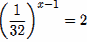 (1/32)^{x−1} = 2